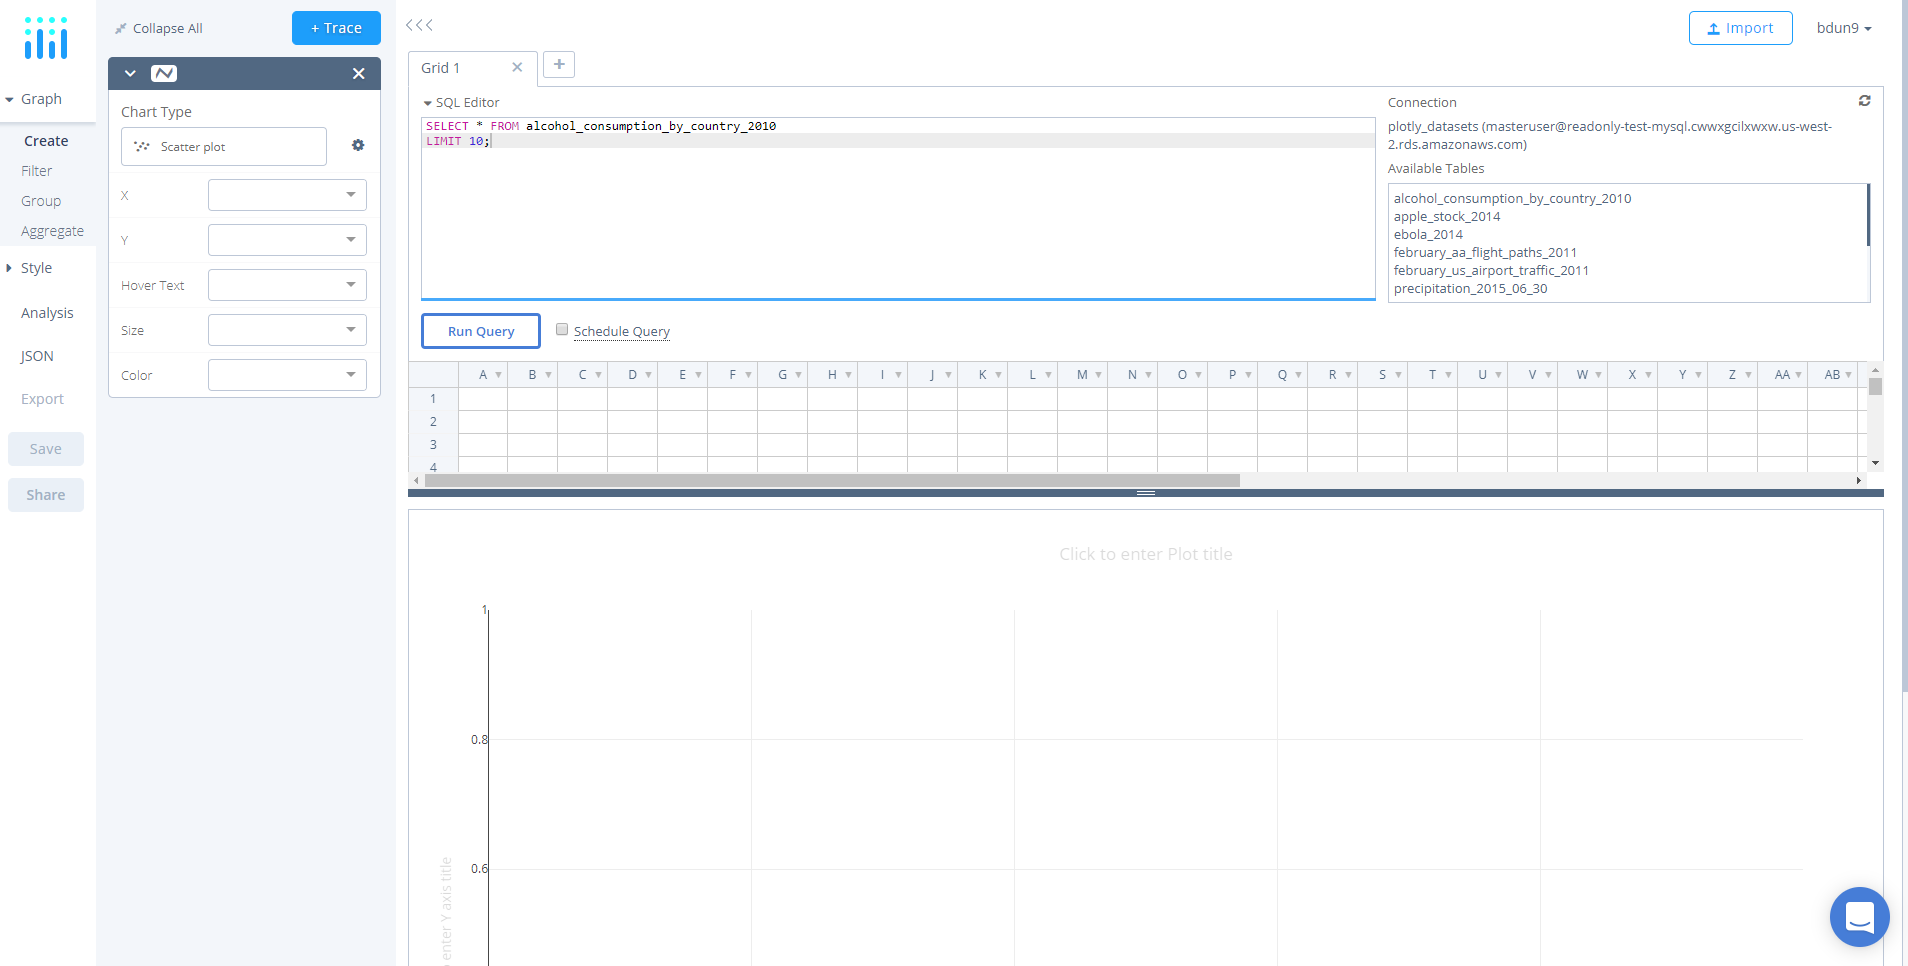 Collapse All
+ Trace
Import
bdun9
Graph
Create
Filter
Group
Aggregate
Style
Analysis
JSON
Export
Save
Share
Chart Type
Scatter plot
X
Y
Hover Text
Size
Color
Grid 1
+
SQL Editor
SELECT * FROM alcohol_consumption_by_country_2010
LIMIT 10;
Connection
plotly_datasets (masteruser@readonly-test-mysql.cwwxgcilxwxw.us-west-
2.rds.amazonaws.com)
Available Tables
alcohol_consumption_by_country_2010
apple_stock_2014
ebola_2014
february_aa_flight_paths_2011
february_us_airport_traffic_2011
precipitation_2015_06_30
Run Query
Schedule Query
A B C D E F G H I J K L M N O P Q R S T U V W X Y Z AA AB
1
2
3
4
Click to enter Plot title
1
0.8
0.6
enter Y axis title